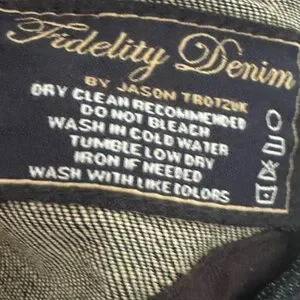 Fidelity Denim
BY JASON TROTZUK
DRY CLEAN RECOMMENDED
DO NOT BLEACH
WASH IN COLD WATER
TUMBLE LOW DRY
IRON IF NEEDED
WASH WITH LIKE COLORS